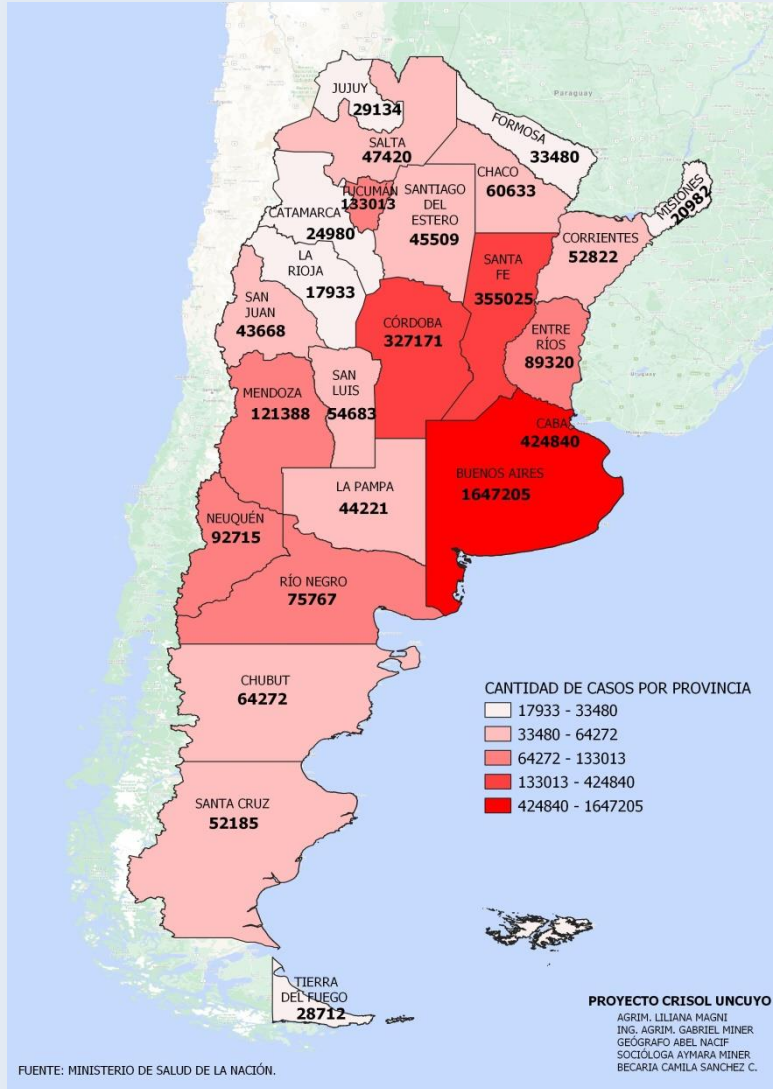 Paraguay
JUJUY
29134
FORMOSA
33480
SALTA
47420
CHACO
60633
MISIONES
20982
TUCUMÁN
133013
SANTIAGO
DEL
ESTERO
45509
CATAMARCA
24980
CORRIENTES
52822
LA
RIOJA
17933
SANTA
FE
355025
SAN
JUAN
43668
CÓRDOBA
327171
ENTRE
RÍOS
89320
Uruguay
MENDOZA
121388
SAN
LUIS
54683
CABA
424840
BUENOS AIRES
1647205
LA PAMPA
44221
NEUQUÉN
92715
RÍO NEGRO
75767
CHUBUT
64272
CANTIDAD DE CASOS POR PROVINCIA
17933 - 33480
33480 - 64272
64272 - 133013
133013 - 424840
424840 - 1647205
SANTA CRUZ
52185
TIERRA
DEL FUEGO
28712
PROYECTO CRISOL UNCUYO
AGRIM. LILIANA MAGNI
ING. AGRIM. GABRIEL MINER
GEÓGRAFO ABEL NACIF
SOCIÓLOGA AYMARA MINER
BECARIA CAMILA SANCHEZ C.
FUENTE: MINISTERIO DE SALUD DE LA NACIÓN.